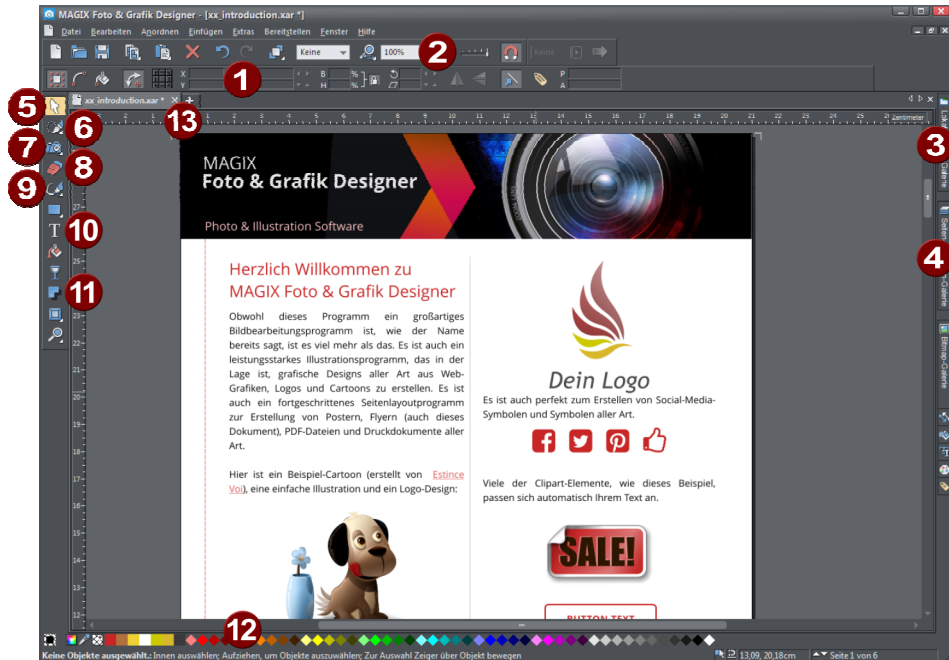 MAGIX Foto & Grafik Designer - [xx_introduction.xar *]
Datei Bearbeiten Anordnen Einfügen Extras Bereitstellen Fenster Hilfe
Keine 100% 2 Keine
1 X Y B H % % P A
5 xx_introduction.xar *
6 13 Zentimeter
7
8
9
10
11
3
Galerie
4
Bitmap-Galerie
MAGIX
Foto & Grafik Designer
Photo & Illustration Software
Herzlich Willkommen zu
MAGIX Foto & Grafik Designer
Obwohl dieses Programm ein großartiges
Bildbearbeitungsprogramm ist, wie der Name
bereits sagt, ist es viel mehr als das. Es ist auch ein
leistungsstarkes Illustrationsprogramm, das in der
Lage ist, grafische Designs aller Art aus Web-
Grafiken, Logos und Cartoons zu erstellen. Es ist
auch ein fortgeschrittenes Seitenlayoutprogramm
zur Erstellung von Postern, Flyern (auch dieses
Dokument), PDF-Dateien und Druckdokumente aller
Art.
Hier ist ein Beispiel-Cartoon (erstellt von Estince
Voi), eine einfache Illustration und ein Logo-Design:
Dein Logo
Es ist auch perfekt zum Erstellen von Social-Media-
Symbolen und Symbolen aller Art.
Viele der Clipart-Elemente, wie dieses Beispiel,
passen sich automatisch Ihrem Text an.
SALE!
BUTTON TEXT
12
Keine Objekte ausgewählt.: Innen auswählen; Aufziehen, um Objekte auszuwählen; Zur Auswahl Zeiger über Objekt bewegen
13,09, 20,18cm Seite 1 von 6